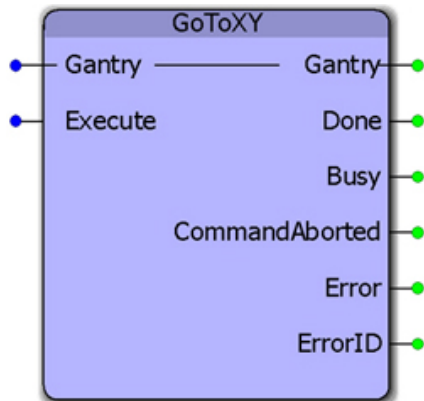 GoToXY
Gantry Gantry
Execute Done
Busy
CommandAborted
Error
ErrorID